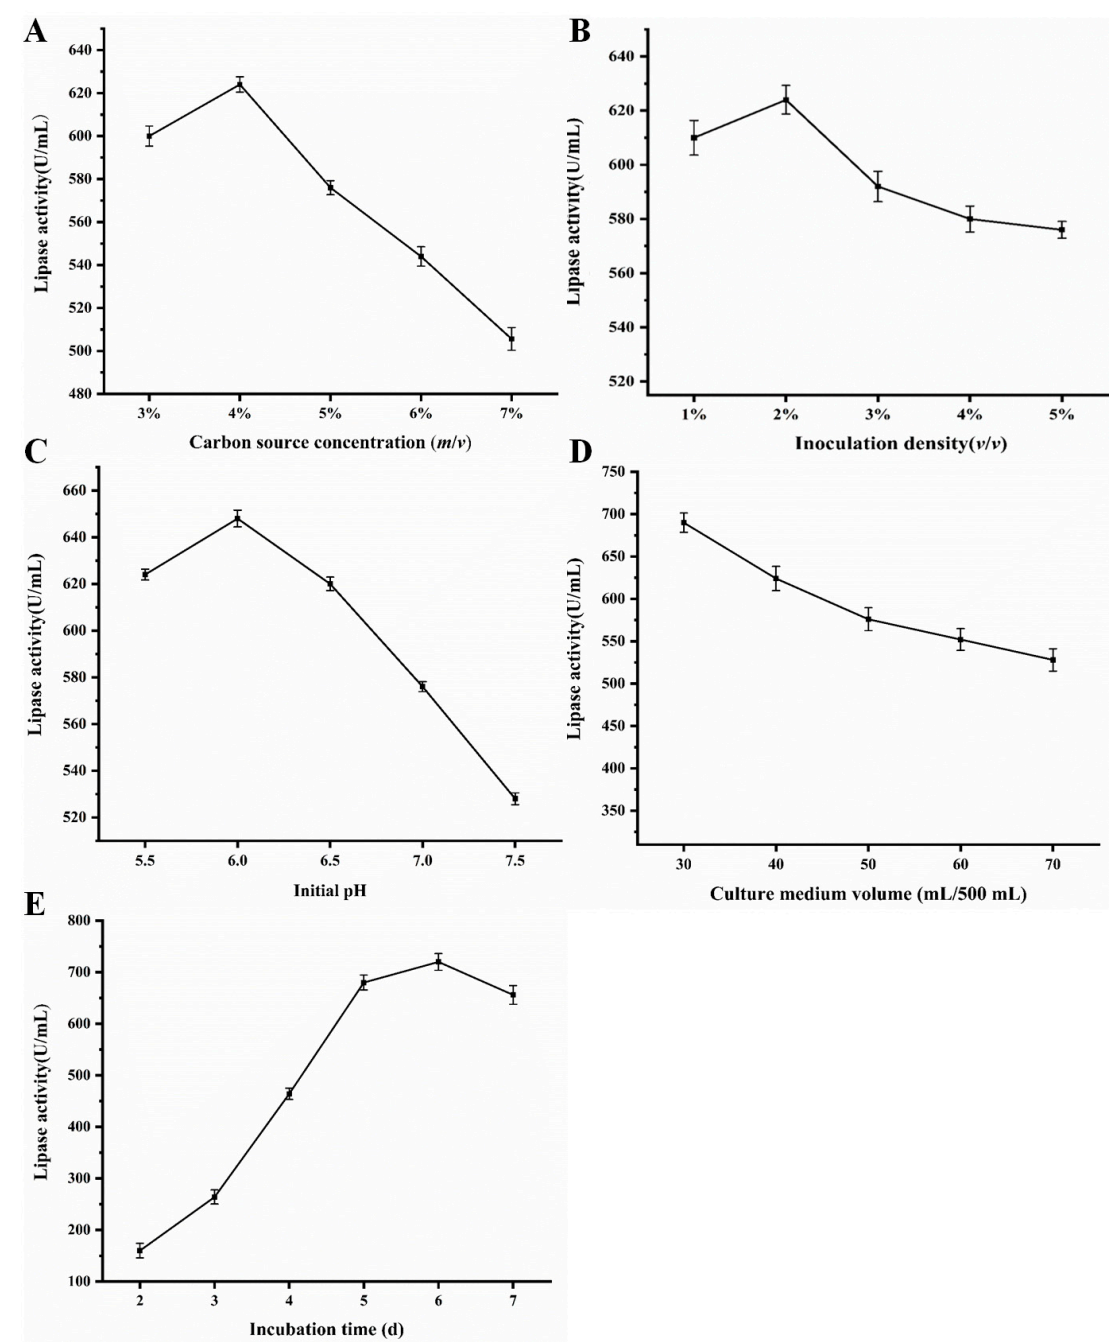 A
Lipase activity(U/mL)
640
620
600
580
560
540
520
500
480
3% 4% 5% 6% 7%
Carbon source concentration (m/v)
B
Lipase activity(U/mL)
640
620
600
580
560
540
520
1% 2% 3% 4% 5%
Inoculation density(v/v)
C
Lipase activity(U/mL)
660
640
620
600
580
560
540
520
5.5 6.0 6.5 7.0 7.5
Initial pH
D
Lipase activity(U/mL)
750
700
650
600
550
500
450
400
350
30 40 50 60 70
Culture medium volume (mL/500 mL)
E
Lipase activity(U/mL)
800
700
600
500
400
300
200
100
2 3 4 5 6 7
Incubation time (d)